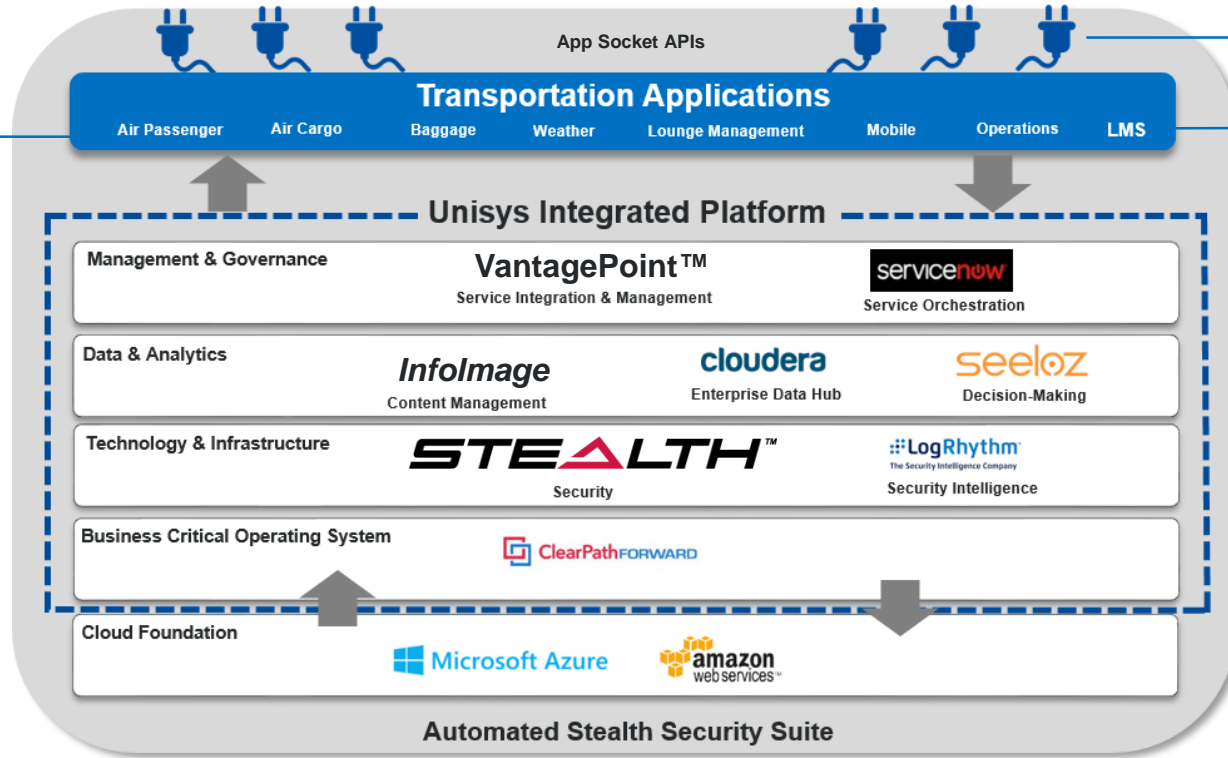 App Socket APIs
Transportation Applications
Air Passenger Air Cargo Baggage Weather Lounge Management Mobile Operations LMS
Unisys Integrated Platform
Management & Governance
VantagePoint™
Service Integration & Management
servicenow
Service Orchestration
Data & Analytics
InfoImage
Content Management
cloudera
Enterprise Data Hub
seeloz
Decision-Making
Technology & Infrastructure
STEALTH™
Security
LogRhythm
The Security Intelligence Company
Security Intelligence
Business Critical Operating System
ClearPathFORWARD
Cloud Foundation
Microsoft Azure
amazon
webservices™
Automated Stealth Security Suite